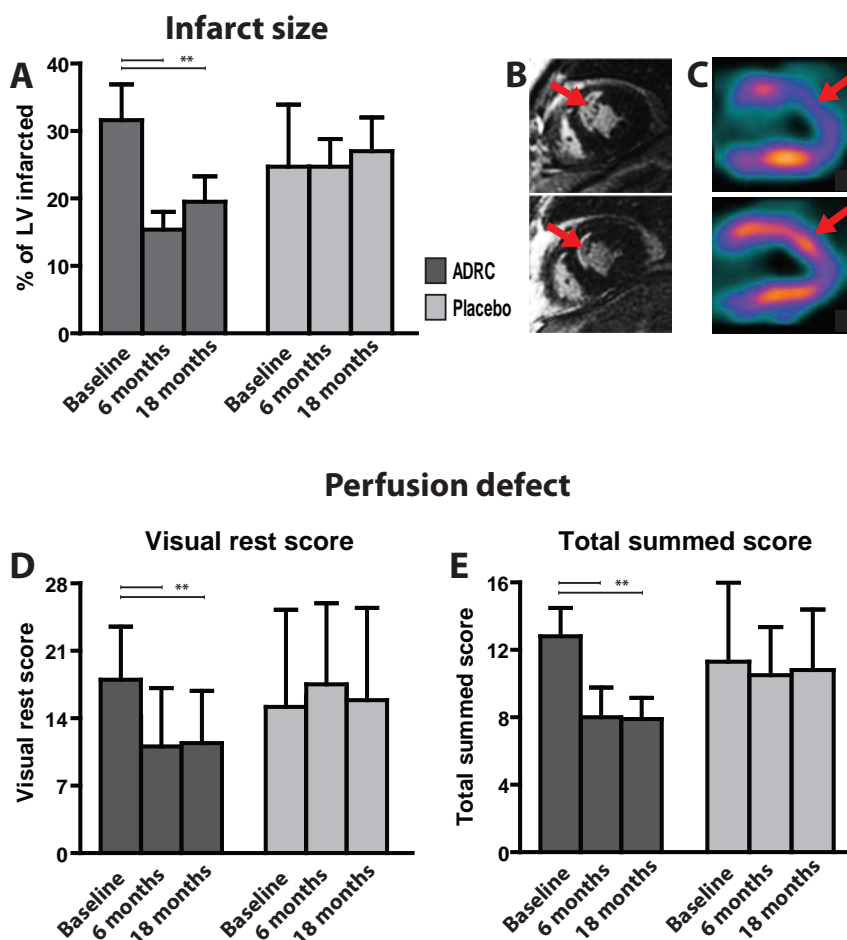 Infarct size
A
B
C
% of LV infarcted
40
30
20
10
0
**
Baseline
6 months
18 months
Baseline
6 months
18 months
ADRC
Placebo
Perfusion defect
D
Visual rest score
Visual rest score
28
21
14
7
0
**
Baseline
6 months
18 months
Baseline
6 months
18 months
E
Total summed score
Total summed score
16
12
8
4
0
**
Baseline
6 months
18 months
Baseline
6 months
18 months